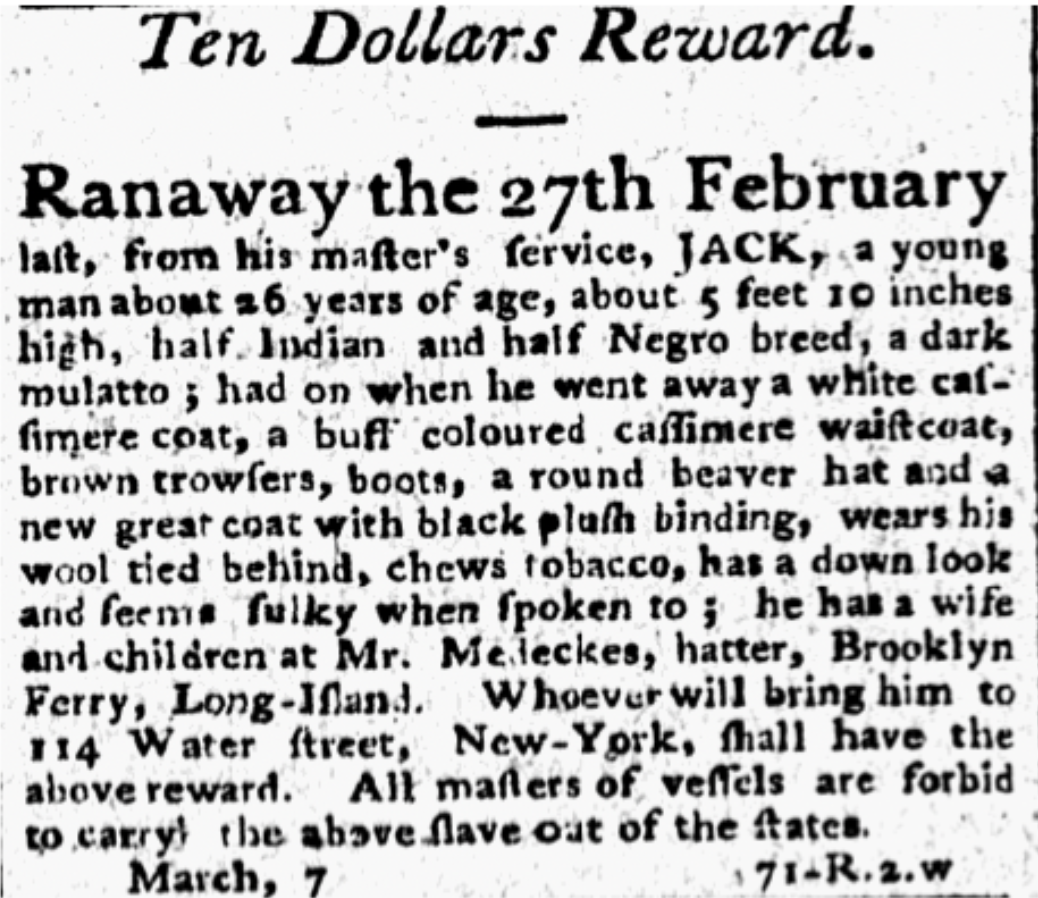 Ten Dollars Reward.
Ranaway the 27th February
laſt, from his maſter's ſervice, JACK, a young
man about 26 years of age, about 5 feet 10 inches
high, half Indian and half Negro breed, a dark
mulatto ; had on when he went away a white caſ-
ſimere coat, a buff coloured caſſimere waiſtcoat,
brown trowſers, boots, a round beaver hat and a
new great coat with black pluſh binding, wears his
wool tied behind, chews tobacco, has a down look
and ſeems ſulky when ſpoken to ; he has a wife
and children at Mr. hatter, Brooklyn
Ferry, Long-Iſland. Whoever will bring him to
114 Water ſtreet, New-York, ſhall have the
above reward. All maſters of veſſels are forbid
to carry the above ſlave out of the ſtates.
March, 7 71-R.2.w